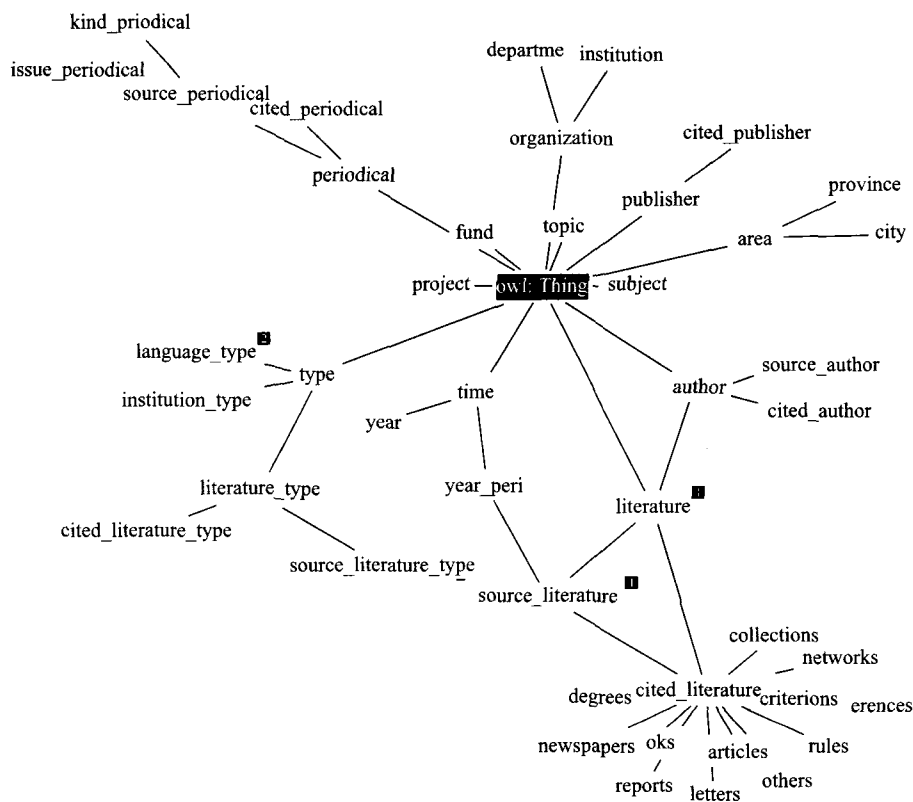 kind_priodical
issue_periodical
source_periodical
cited_periodical
periodical
departme
institution
organization
cited_publisher
publisher
province
area
city
fund
topic
project
owl: Thing
subject
language_type
2
type
institution_type
time
year
author
source_author
cited_author
literature_type
cited_literature_type
source_literature_type
year_peri
literature
source_literature
1
collections
networks
degrees
cited_literature
criterions
erences
newspapers
oks
articles
rules
reports
letters
others